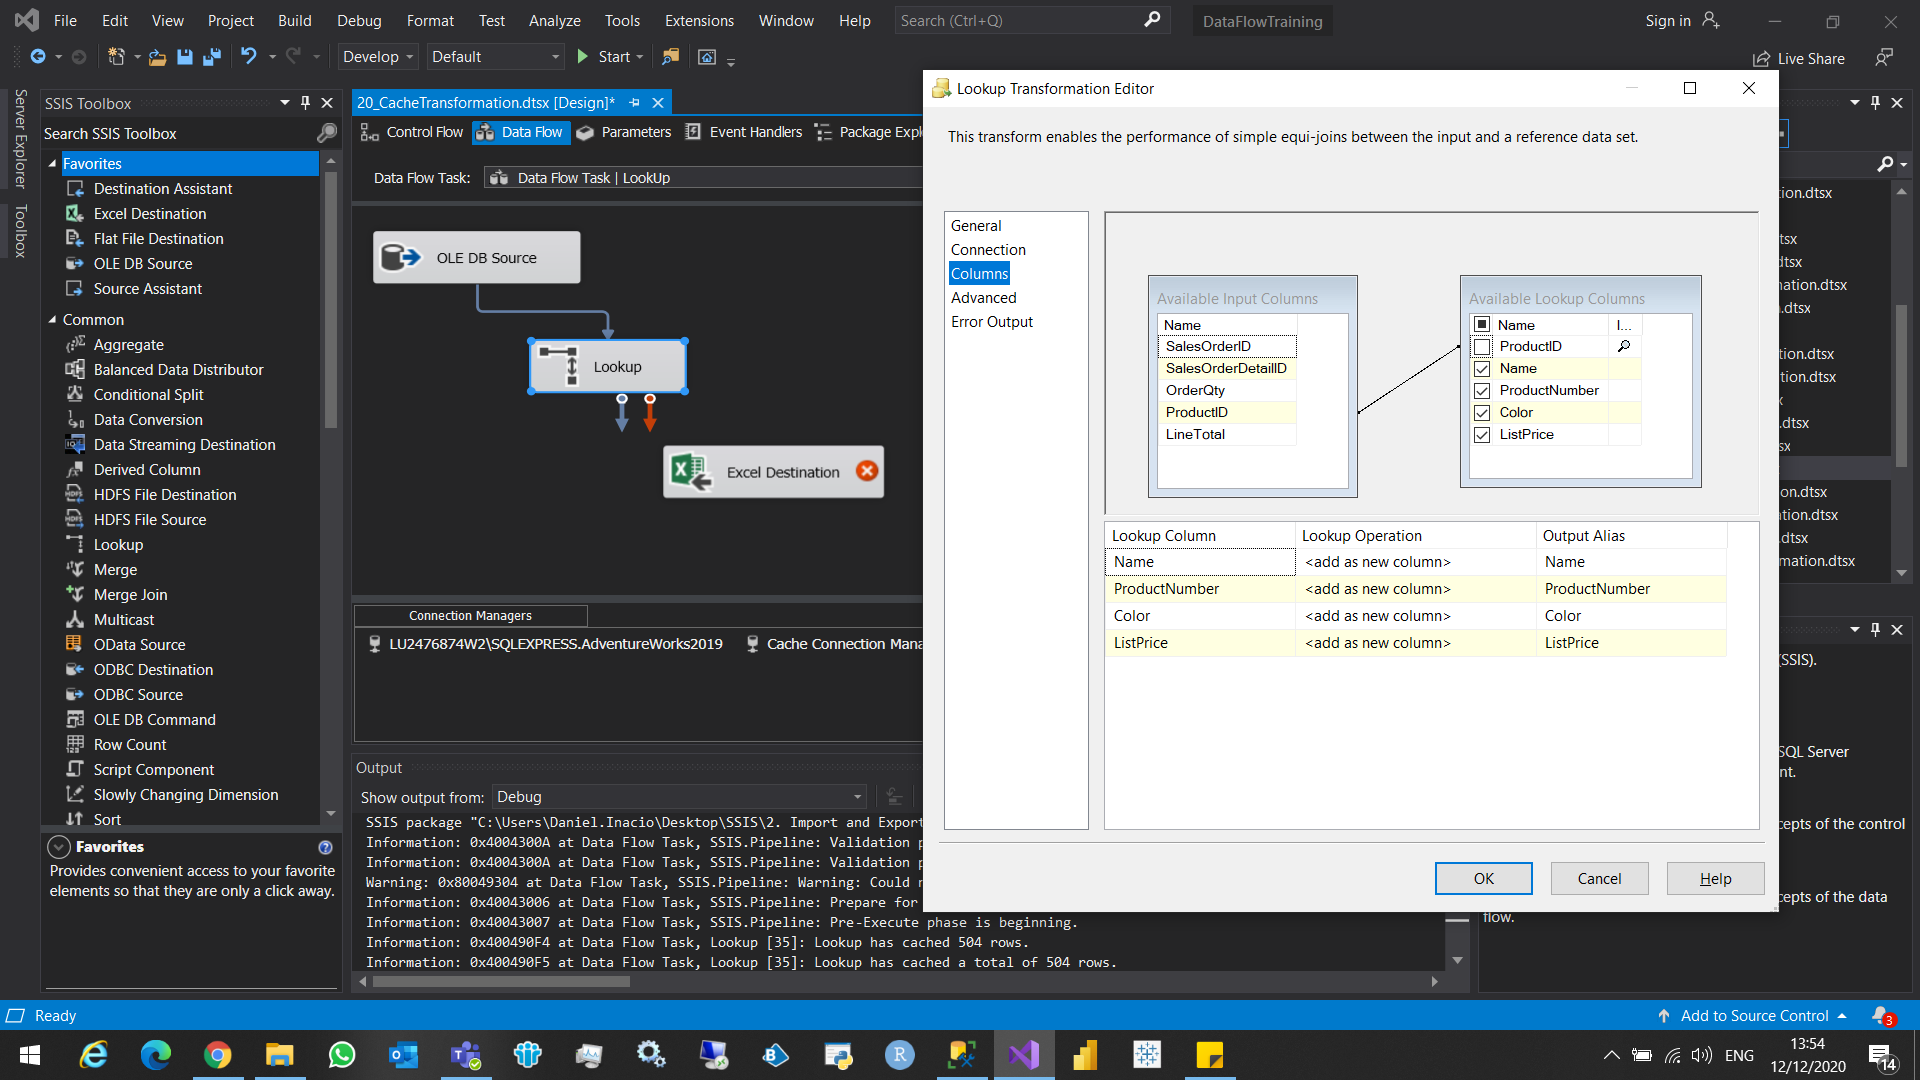 File Edit View Project Build Debug Format Test Analyze Tools Extensions Window Help Search (Ctrl+Q) DataFlowTraining Sign in
Develop Default Start Live Share
Server Explorer
Toolbox
SSIS Toolbox
Search SSIS Toolbox
Favorites
Destination Assistant
Excel Destination
Flat File Destination
OLE DB Source
Source Assistant
Common
Aggregate
Balanced Data Distributor
Conditional Split
Data Conversion
Data Streaming Destination
Derived Column
HDFS File Destination
HDFS File Source
Lookup
Merge
Merge Join
Multicast
OData Source
ODBC Destination
ODBC Source
OLE DB Command
Row Count
Script Component
Slowly Changing Dimension
Sort
Favorites
Provides convenient access to your favorite
elements so that they are only a click away.
20_CacheTransformation.dtsx [Design]*
Control Flow Data Flow Parameters Event Handlers Package Expl
Data Flow Task: Data Flow Task | LookUp
OLE DB Source
Lookup
Excel Destination
Connection Managers
LU2476874W2\SQLEXPRESS.AdventureWorks2019 Cache Connection Mana
Output
Show output from: Debug
SSIS package "C:\Users\Daniel.Inacio\Desktop\SSIS\2. Import and Export
Information: 0x4004300A at Data Flow Task, SSIS.Pipeline: Validation p
Information: 0x4004300A at Data Flow Task, SSIS.Pipeline: Validation p
Warning: 0x80049304 at Data Flow Task, SSIS.Pipeline: Warning: Could n
Information: 0x40043006 at Data Flow Task, SSIS.Pipeline: Prepare for
Information: 0x40043007 at Data Flow Task, SSIS.Pipeline: Pre-Execute phase is beginning.
Information: 0x400490F4 at Data Flow Task, Lookup [35]: Lookup has cached 504 rows.
Information: 0x400490F5 at Data Flow Task, Lookup [35]: Lookup has cached a total of 504 rows.
Lookup Transformation Editor
This transform enables the performance of simple equi-joins between the input and a reference data set.
General
Connection
Columns
Advanced
Error Output
Available Input Columns
Name
SalesOrderID
SalesOrderDetailID
OrderQty
ProductID
LineTotal
Available Lookup Columns
Name I...
ProductID
Name
ProductNumber
Color
ListPrice
Lookup Column Lookup Operation Output Alias
Name <add as new column> Name
ProductNumber <add as new column> ProductNumber
Color <add as new column> Color
ListPrice <add as new column> ListPrice
OK Cancel Help
ion.dtsx
tsx
dtsx
mation.dtsx
.dtsx
tion.dtsx
tion.dtsx
x
.dtsx
sx
on.dtsx
tion.dtsx
.dtsx
mation.dtsx
(SSIS).
SQL Server
nt.
cepts of the control
cepts of the data
flow.
Ready Add to Source Control 3
ENG 13:54
12/12/2020 14